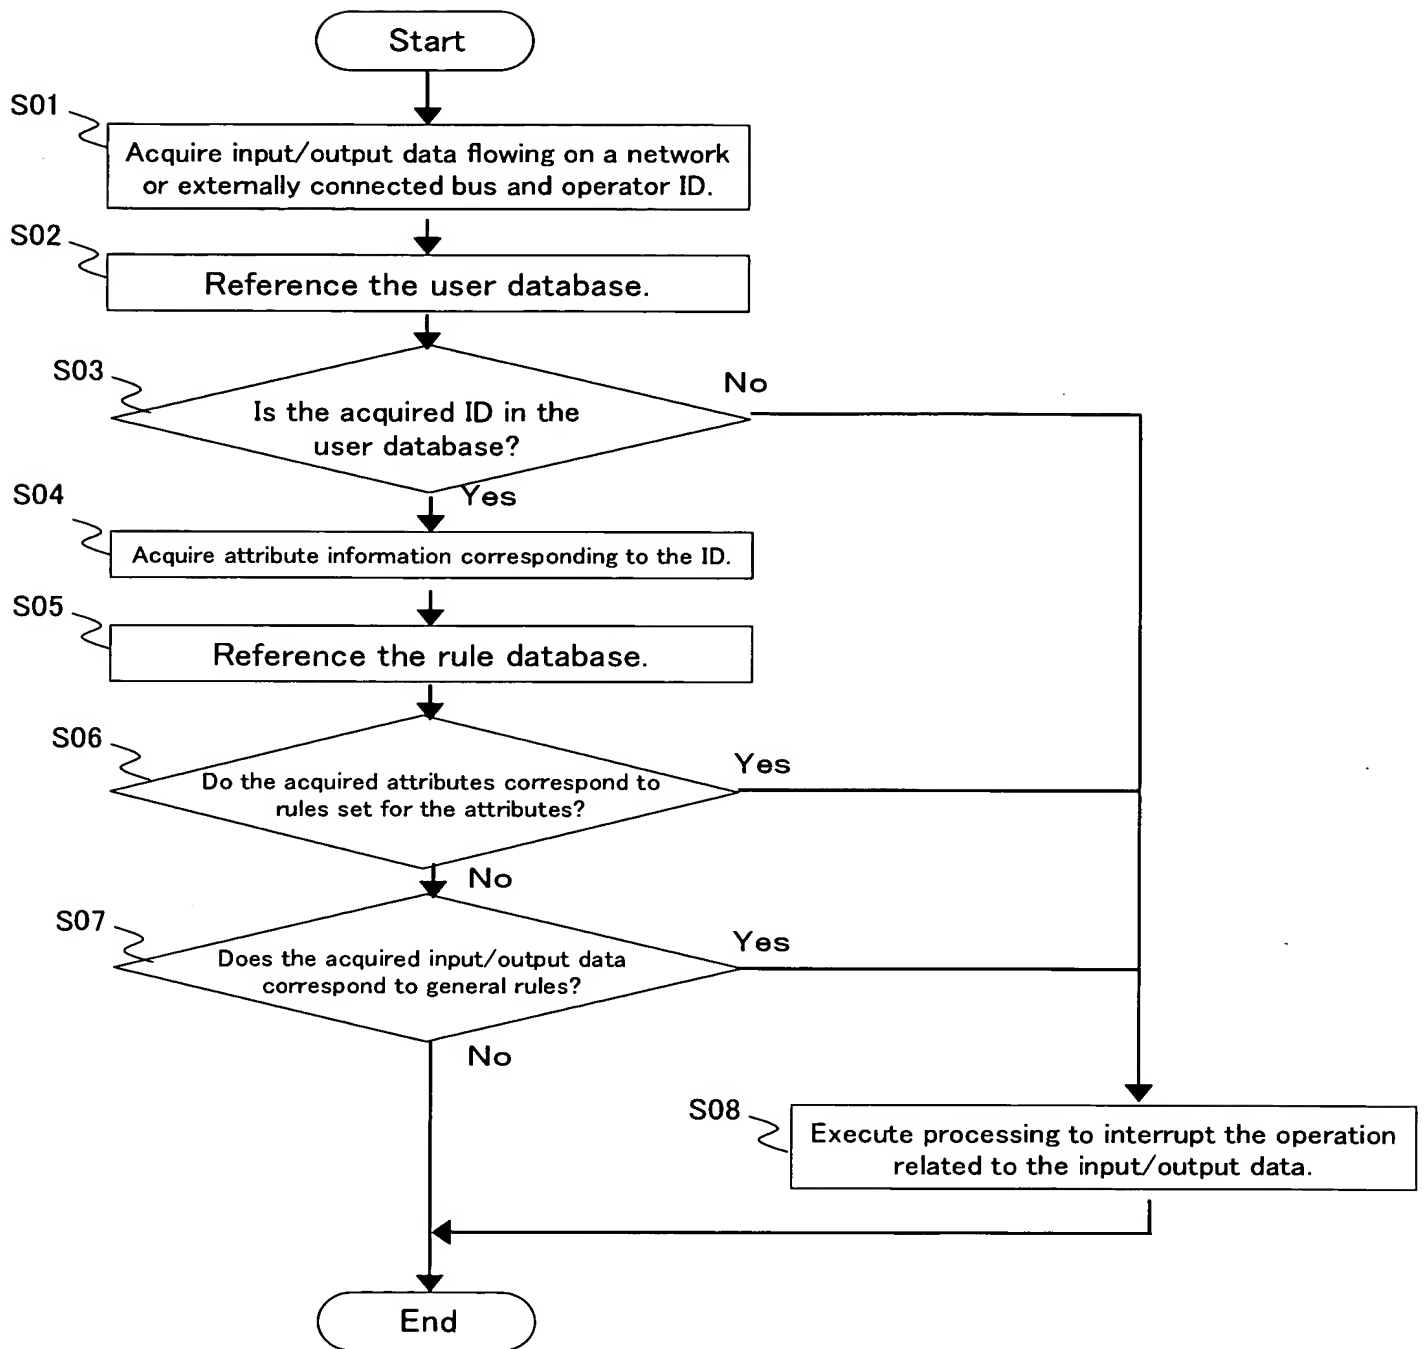 Start
S01
Acquire input/output data flowing on a network
or externally connected bus and operator ID.
S02
Reference the user database.
S03
No
Is the acquired ID in the
user database?
Yes
S04
Acquire attribute information corresponding to the ID.
S05
Reference the rule database.
S06
Yes
Do the acquired attributes correspond to
rules set for the attributes?
No
S07
Yes
Does the acquired input/output data
correspond to general rules?
No
S08
Execute processing to interrupt the operation
related to the input/output data.
End